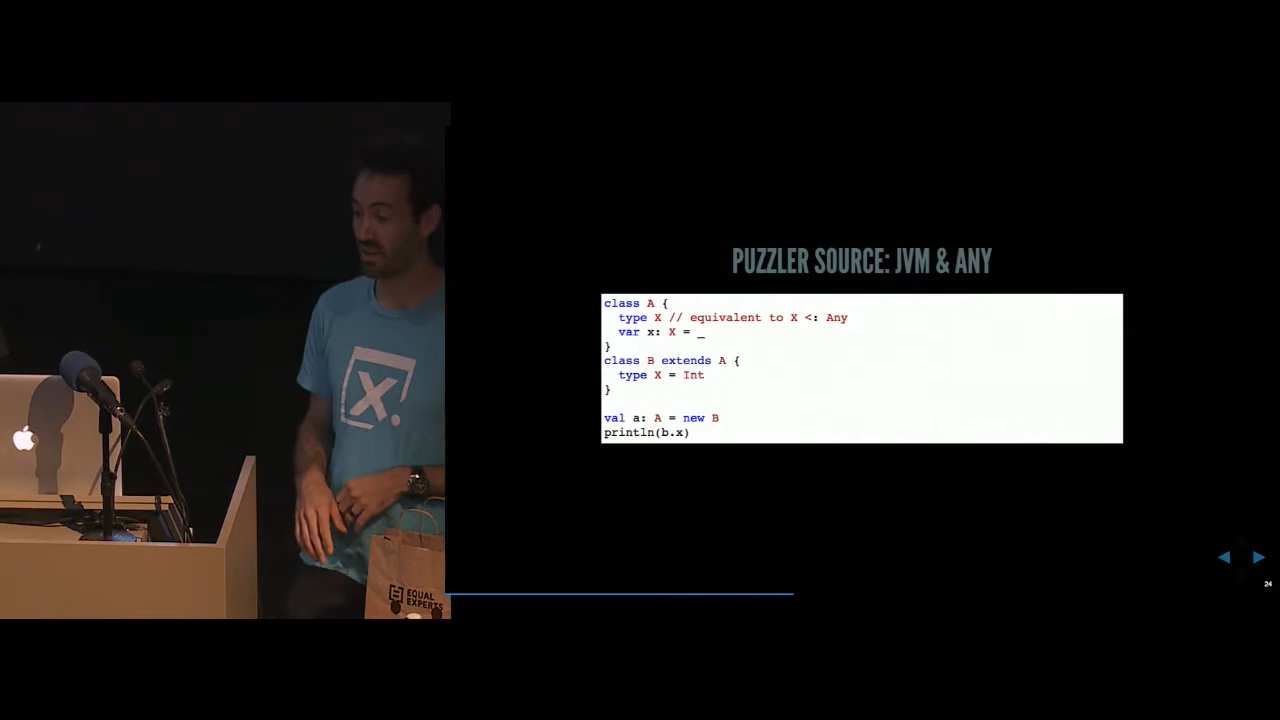 PUZZLER SOURCE: JVM & ANY
class A {
  type X // equivalent to X <: Any
  var x: X = _
}
class B extends A {
  type X = Int
}
val a: A = new B
println(b.x)
X.
EQUAL
EXPERTS
24